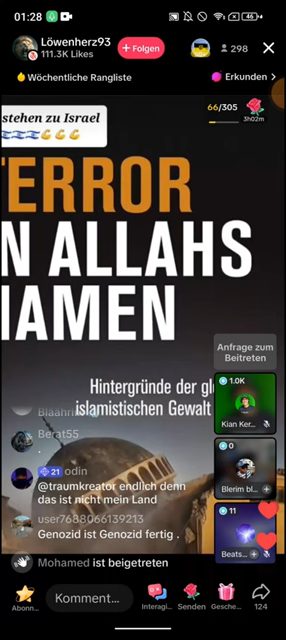 01:28
46
Löwenherz93
111.3K Likes
+ Folgen
298
Wöchentliche Rangliste
Erkunden >
stehen zu Israel
66/305
3h02m
TERROR
N ALLAHS
NAMEN
Anfrage zum
Beitreten
Hintergründe der gl
islamistischen Gewalt
1.0K
Kian Ker...
Berat55
.
21 odin
@traumkreator endlich denn
das ist nicht mein Land
0
Blerim bl...
user7688066139213
Genozid ist Genozid fertig .
11
Beats...
Mohamed ist beigetreten
Abonn...
Komment...
Interagi...
Senden
Gesche...
124